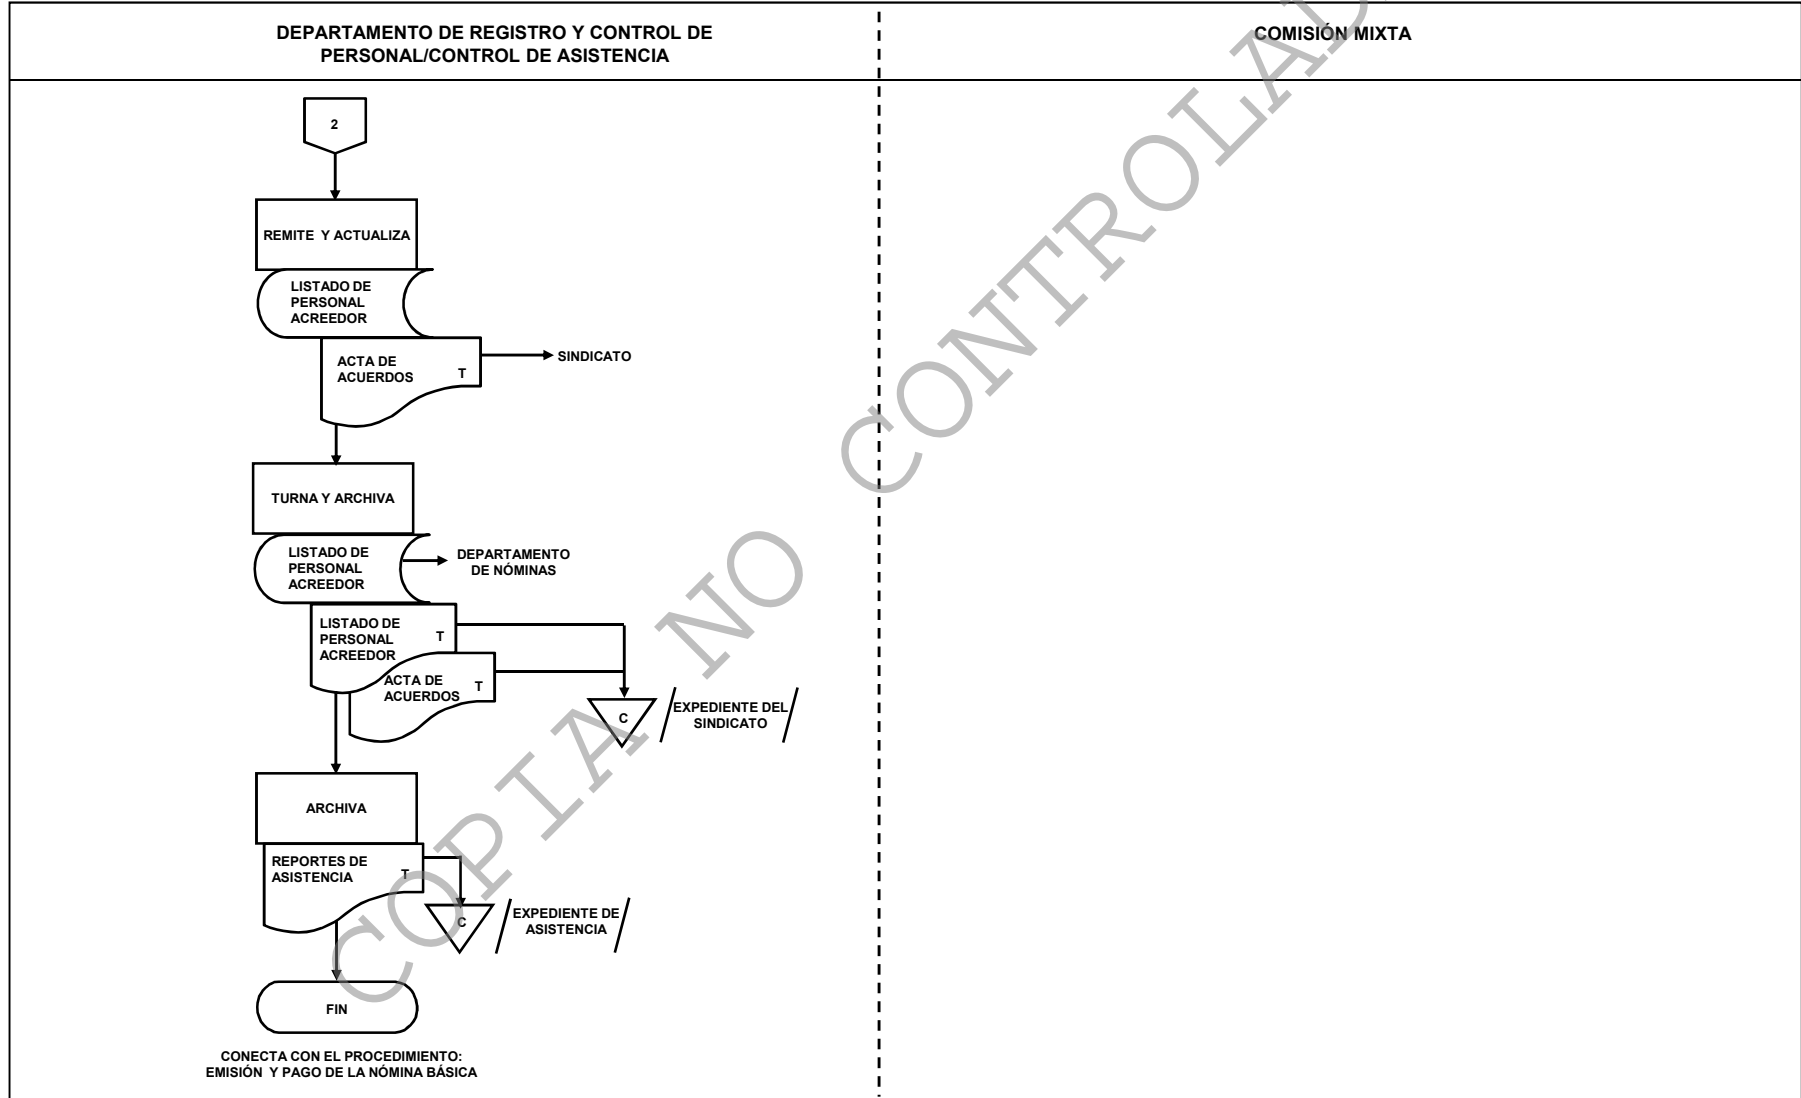 DEPARTAMENTO DE REGISTRO Y CONTROL DE
PERSONAL/CONTROL DE ASISTENCIA
COMISIÓN MIXTA
2
REMITE Y ACTUALIZA
LISTADO DE
PERSONAL
ACREEDOR
ACTA DE
ACUERDOS
T
SINDICATO
TURNA Y ARCHIVA
LISTADO DE
PERSONAL
ACREEDOR
DEPARTAMENTO
DE NÓMINAS
LISTADO DE
PERSONAL
ACREEDOR
T
ACTA DE
ACUERDOS
T
C
EXPEDIENTE DEL
SINDICATO
ARCHIVA
REPORTES DE
ASISTENCIA
T
C
EXPEDIENTE DE
ASISTENCIA
FIN
CONECTA CON EL PROCEDIMIENTO:
EMISIÓN Y PAGO DE LA NÓMINA BÁSICA
COPIA NO CONTROLAD